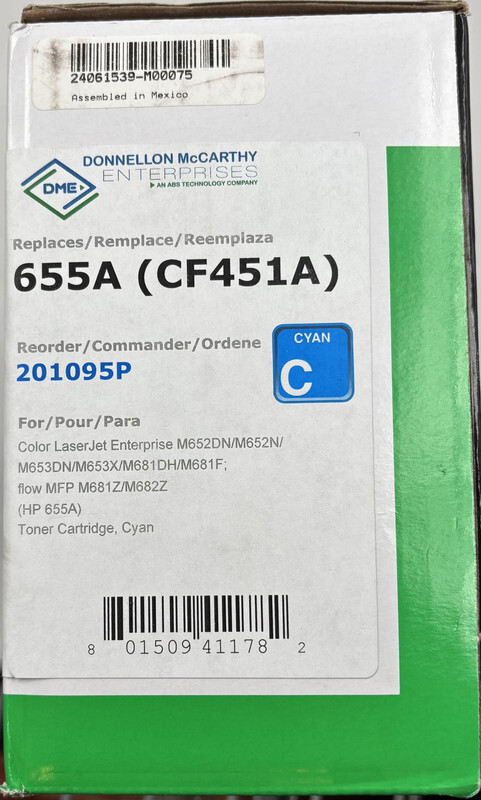 24061539-M00075
Assembled in Mexico
DME
DONNELLON McCARTHY
ENTERPRISES
AN ABS TECHNOLOGY COMPANY
Replaces/Remplace/Reemplaza
655A (CF451A)
Reorder/Commander/Ordene
201095P
CYAN
C
For/Pour/Para
Color LaserJet Enterprise M652DN/M652N/
M653DN/M653X/M681DH/M681F;
flow MFP M681Z/M682Z
(HP 655A)
Toner Cartridge, Cyan
8 01509 41178 2